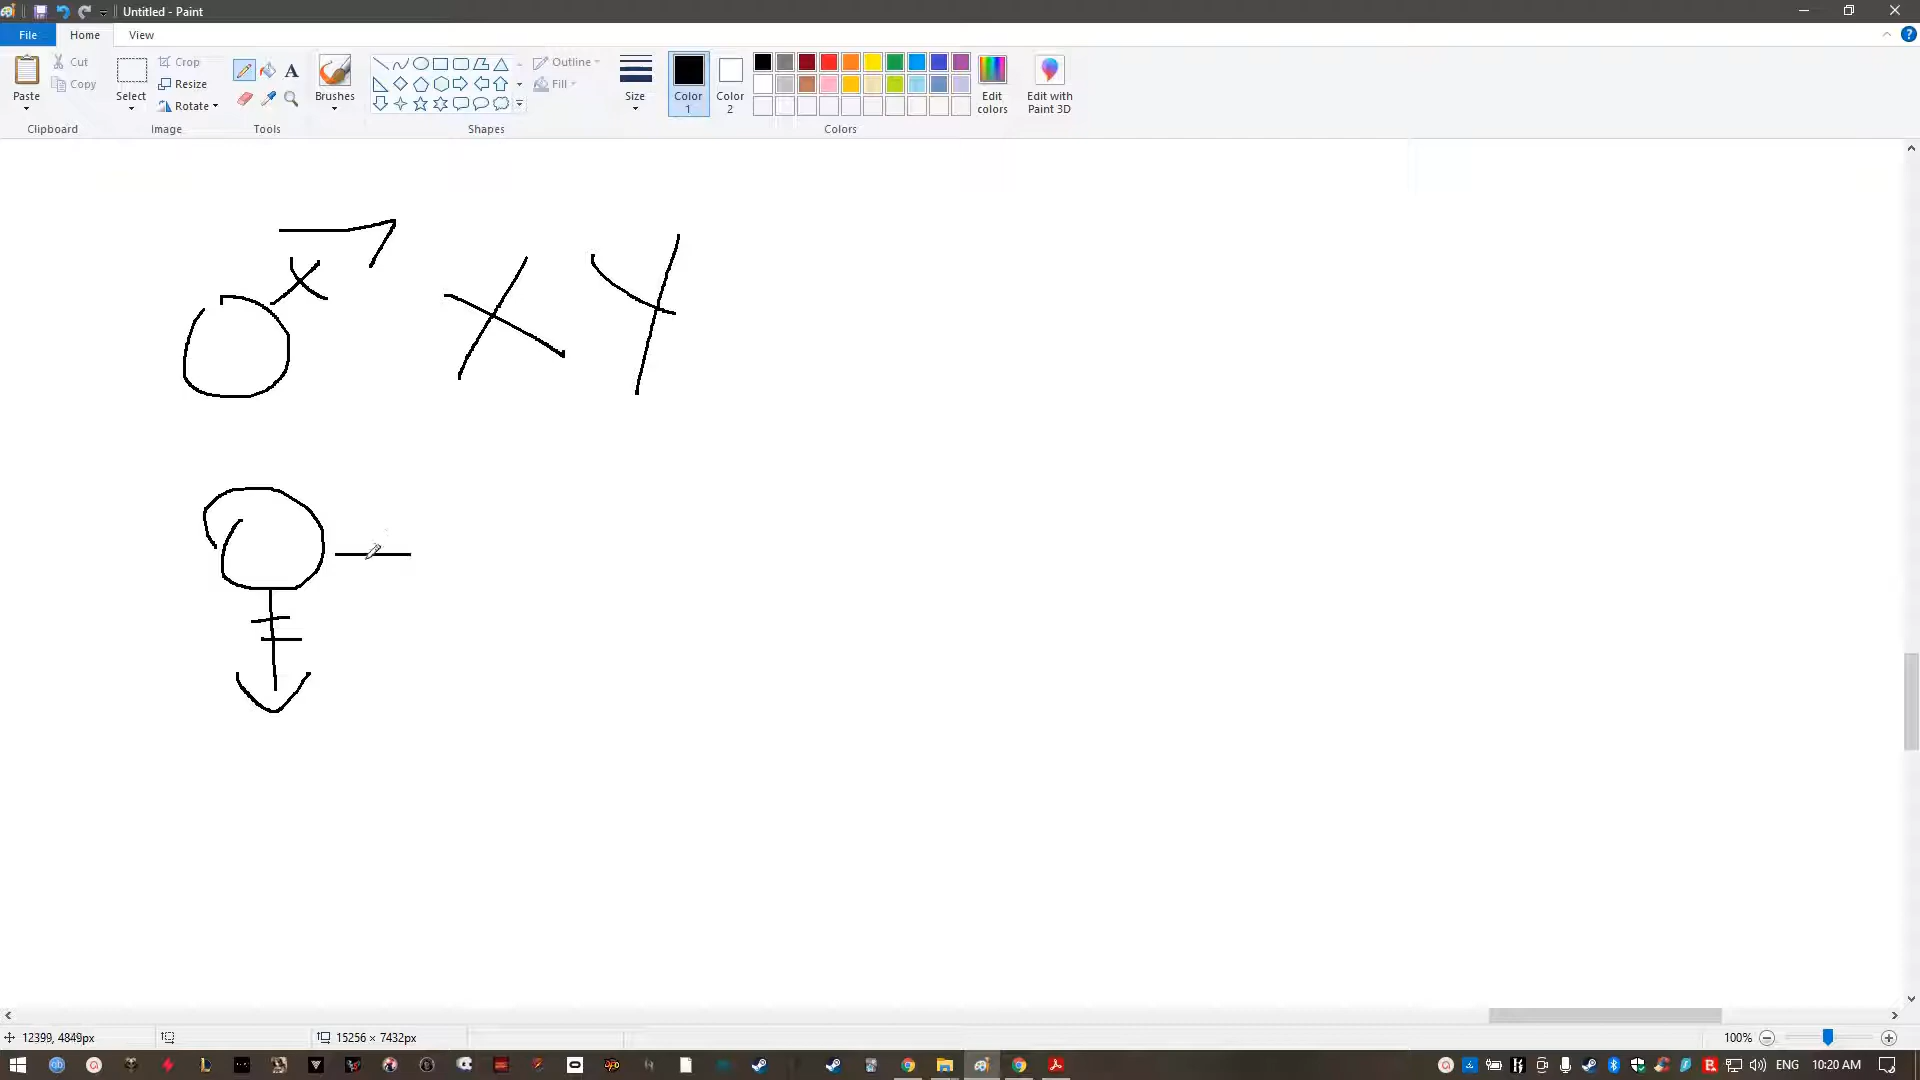 Untitled - Paint
File Home View
Paste
Cut
Copy
Clipboard
Select
Crop
Resize
Rotate
Image
Tools
Brushes
Shapes
Outline
Fill
Size
Color 1
Color 2
Colors
Edit colors
Edit with Paint 3D
x X Y
12399, 4849px
15256 × 7432px
100%
ENG 10:20 AM